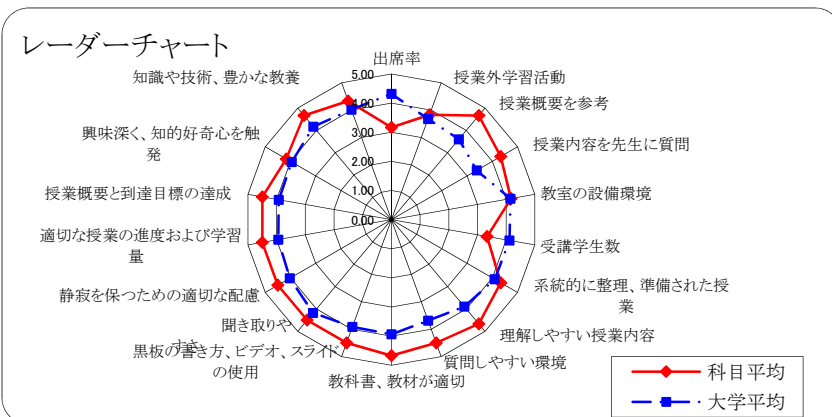 レーダーチャート
出席率
授業外学習活動
授業概要を参考
授業内容を先生に質問
教室の設備環境
受講学生数
系統的に整理、準備された授
業
理解しやすい授業内容
質問しやすい環境
教科書、教材が適切
黒板の書き方、ビデオ、スライド
の使用
聞き取りや
すさ
静寂を保つための適切な配慮
適切な授業の進度および学習
量
授業概要と到達目標の達成
興味深く、知的好奇心を触
発
知識や技術、豊かな教養
5.00
4.00
3.00
2.00
1.00
0.00
科目平均
大学平均